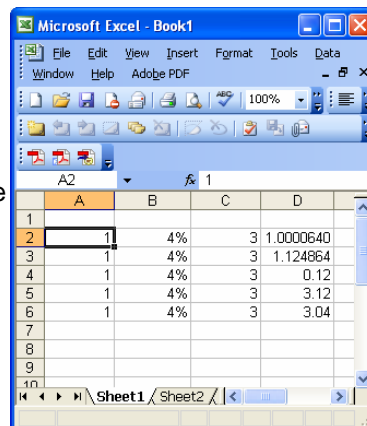 Microsoft Excel - Book1
File Edit View Insert Format Tools Data
Window Help Adobe PDF
ABC 100%
e
A2 fx 1
A B C D
1
2 1 4% 3 1.0000640
3 1 4% 3 1.124864
4 1 4% 3 0.12
5 1 4% 3 3.12
6 1 4% 3 3.04
7
8
9
10
Sheet1 Sheet2